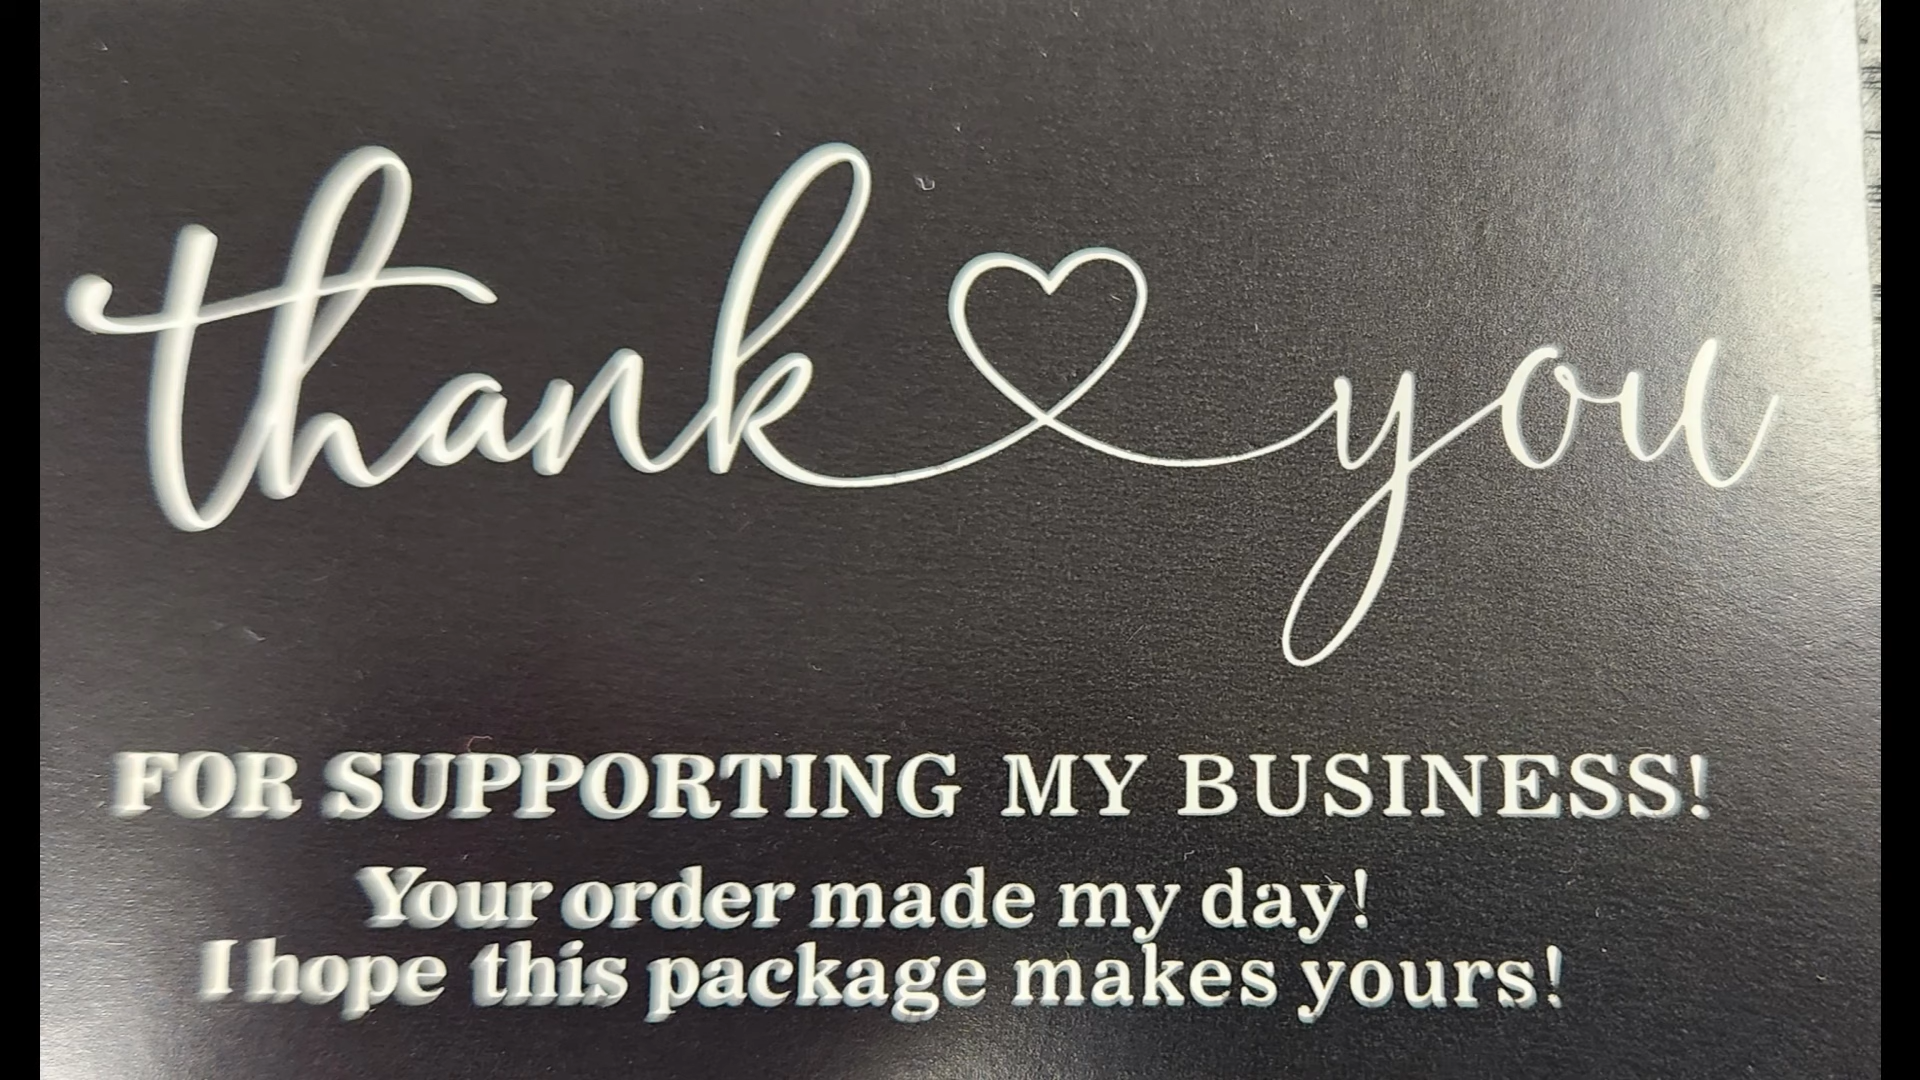 thank you
FOR SUPPORTING MY BUSINESS!
Your order made my day!
I hope this package makes yours!